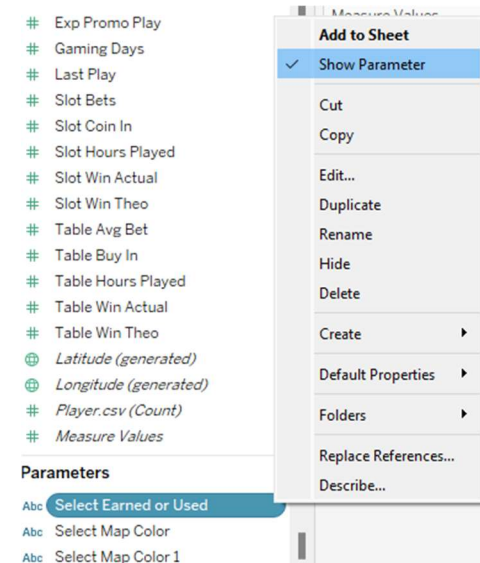 Exp Promo Play
Gaming Days
Last Play
Slot Bets
Slot Coin In
Slot Hours Played
Slot Win Actual
Slot Win Theo
Table Avg Bet
Table Buy In
Table Hours Played
Table Win Actual
Table Win Theo
Latitude (generated)
Longitude (generated)
Player.csv (Count)
Measure Values
Parameters
Abc Select Earned or Used
Abc Select Map Color
Abc Select Map Color 1
Measure Values
Add to Sheet
Show Parameter
Cut
Copy
Edit...
Duplicate
Rename
Hide
Delete
Create
Default Properties
Folders
Replace References...
Describe...